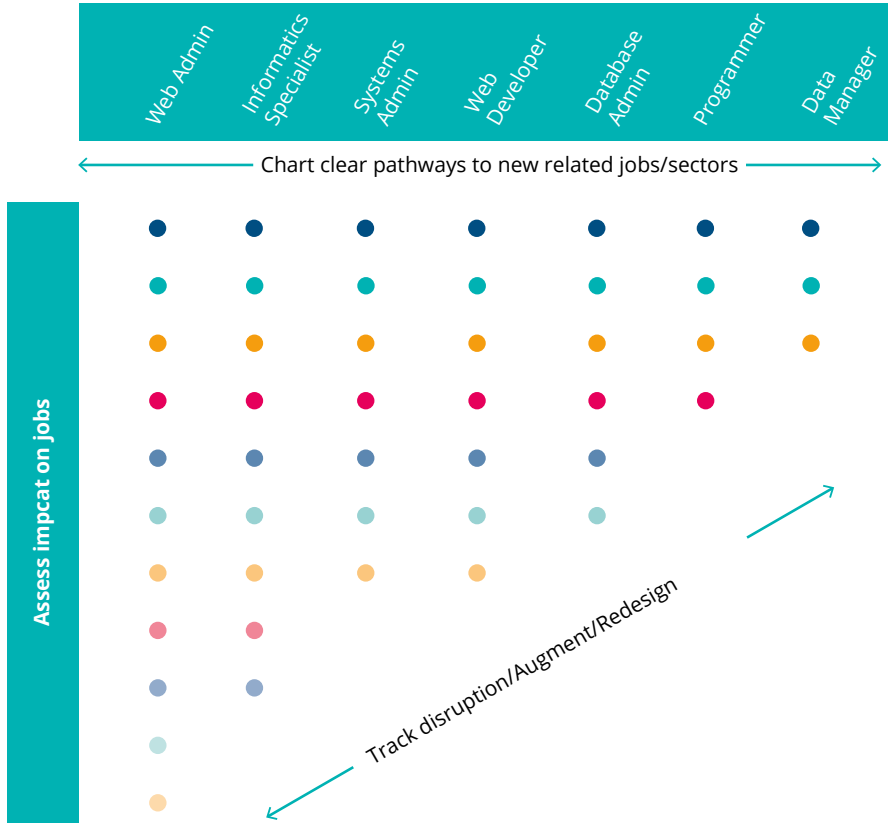 Web Admin
Informatics
Specialist
Systems
Admin
Web
Developer
Database
Admin
Programmer
Data
Manager
Chart clear pathways to new related jobs/sectors
Assess impcat on jobs
Track disruption/Augment/Redesign